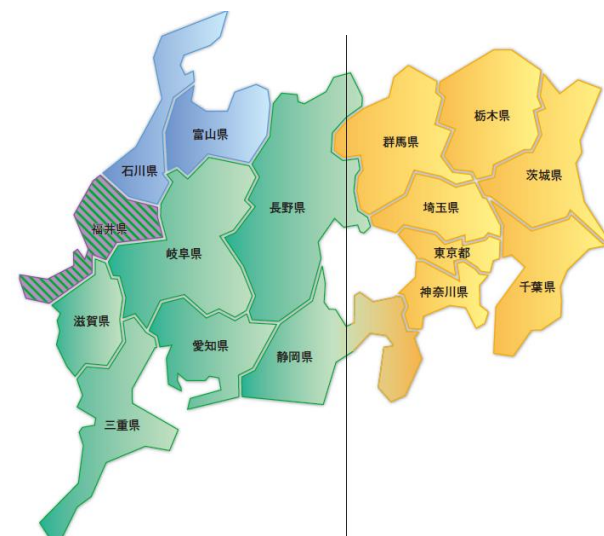 栃木県
富山県
群馬県
石川県
茨城県
長野県
埼玉県
福井県
岐阜県
東京都
千葉県
神奈川県
滋賀県
愛知県
静岡県
三重県